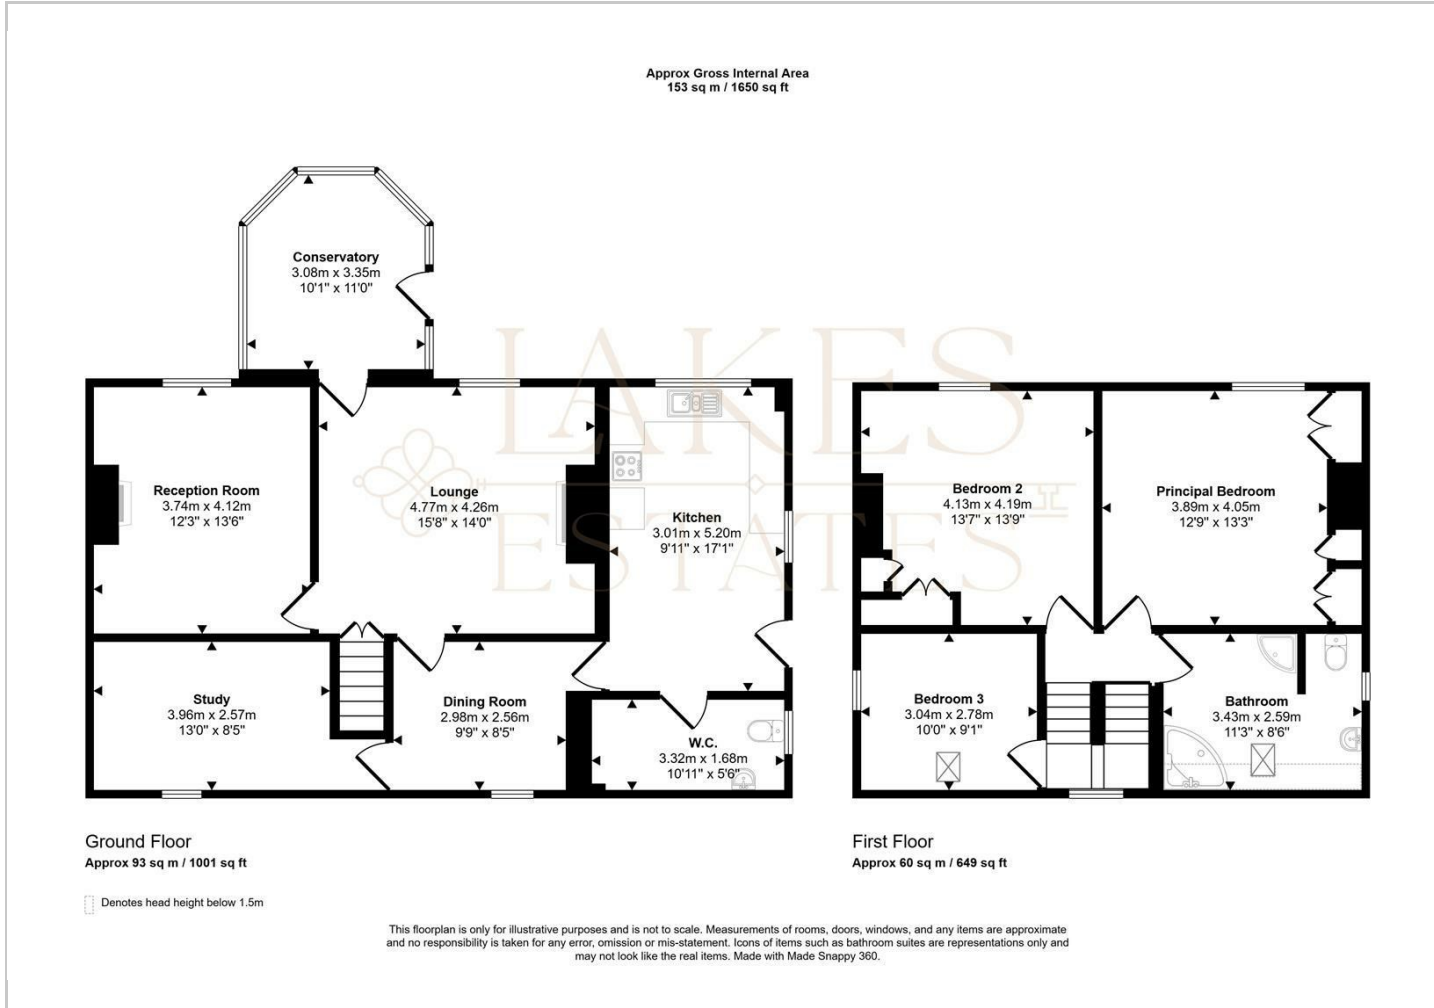 Approx Gross Internal Area
153 sq m / 1650 sq ft
Conservatory
3.08m x 3.35m
10'1" x 11'0"
LAKES
ESTATES
Reception Room
3.74m x 4.12m
12'3" x 13'6"
Lounge
4.77m x 4.26m
15'8" x 14'0"
Kitchen
3.01m x 5.20m
9'11" x 17'1"
Study
3.96m x 2.57m
13'0" x 8'5"
Dining Room
2.98m x 2.56m
9'9" x 8'5"
W.C.
3.32m x 1.68m
10'11" x 5'6"
Bedroom 2
4.13m x 4.19m
13'7" x 13'9"
Principal Bedroom
3.89m x 4.05m
12'9" x 13'3"
Bedroom 3
3.04m x 2.78m
10'0" x 9'1"
Bathroom
3.43m x 2.59m
11'3" x 8'6"
Ground Floor
Approx 93 sq m / 1001 sq ft
First Floor
Approx 60 sq m / 649 sq ft
Denotes head height below 1.5m
This floorplan is only for illustrative purposes and is not to scale. Measurements of rooms, doors, windows, and any items are approximate
and no responsibility is taken for any error, omission or mis-statement. Icons of items such as bathroom suites are representations only and
may not look like the real items. Made with Made Snappy 360.